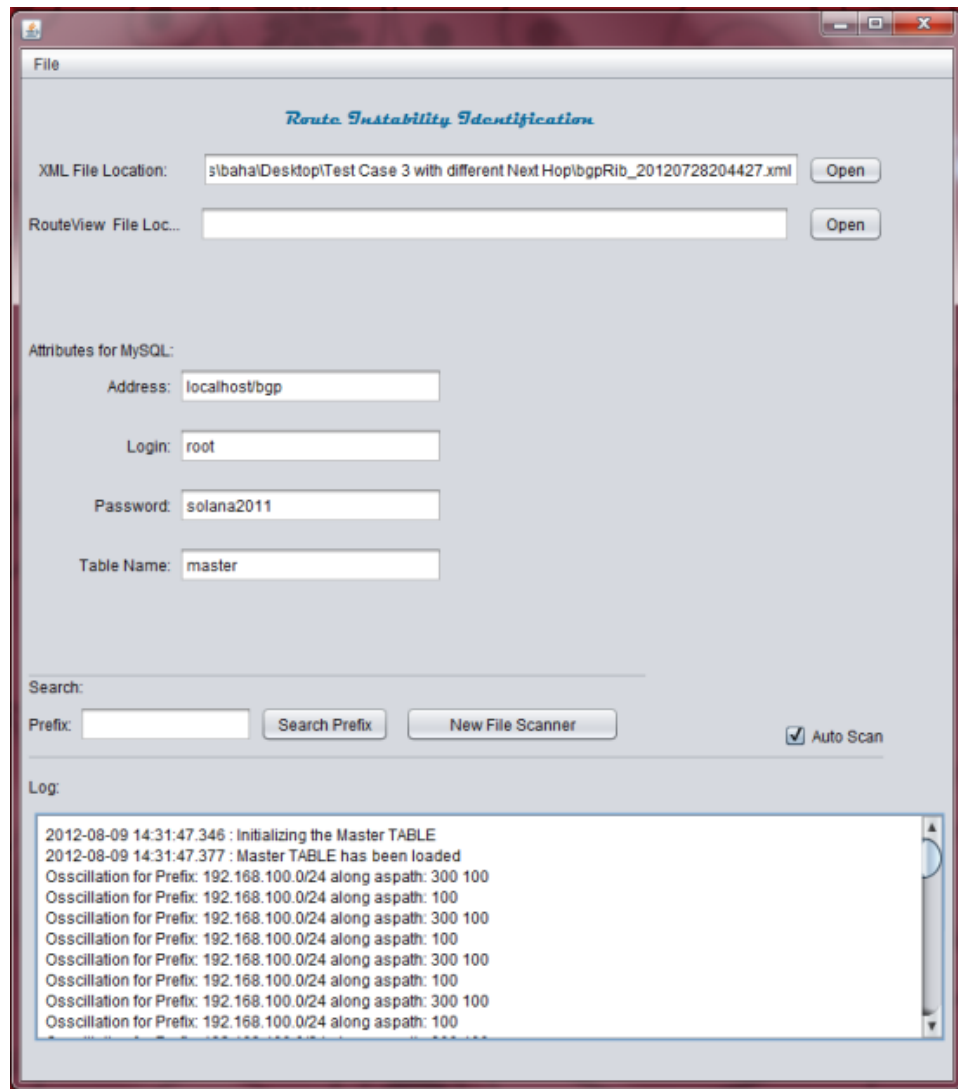 File
Route Instability Identification
XML File Location: s\baha\Desktop\Test Case 3 with different Next Hop\bgpRib_20120728204427.xml Open
RouteView File Loc... Open
Attributes for MySQL:
Address: localhost/bgp
Login: root
Password: solana2011
Table Name: master
Search:
Prefix: Search Prefix New File Scanner Auto Scan
Log:
2012-08-09 14:31:47.346 : Initializing the Master TABLE
2012-08-09 14:31:47.377 : Master TABLE has been loaded
Osscillation for Prefix: 192.168.100.0/24 along aspath: 300 100
Osscillation for Prefix: 192.168.100.0/24 along aspath: 100
Osscillation for Prefix: 192.168.100.0/24 along aspath: 300 100
Osscillation for Prefix: 192.168.100.0/24 along aspath: 100
Osscillation for Prefix: 192.168.100.0/24 along aspath: 300 100
Osscillation for Prefix: 192.168.100.0/24 along aspath: 100
Osscillation for Prefix: 192.168.100.0/24 along aspath: 300 100
Osscillation for Prefix: 192.168.100.0/24 along aspath: 100